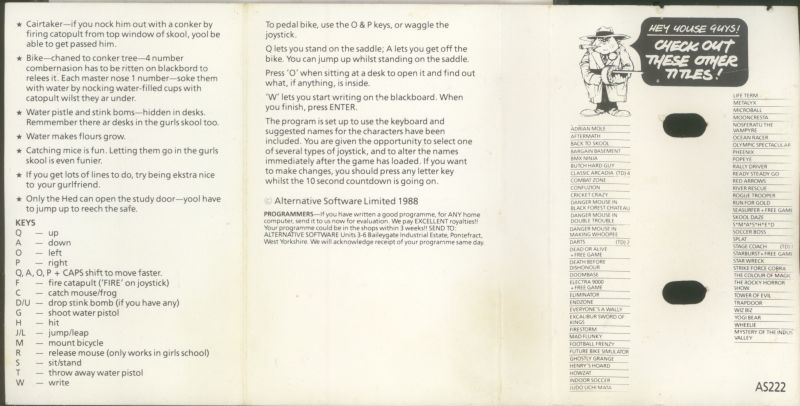 ★ Cairtaker—if you nock him out with a conker by
firing catapult from top window of skool, yool be
able to get passed him.
★ Bike—chaned to conker tree—4 number
combernasion has to be ritten on blackbord to
relees it. Each master nose 1 number—soke them
with water by nocking water-filled cups with
catopult wilst they ar under.
★ Water pistle and stink boms—hidden in desks.
Remmember there ar desks in the gurls skool too.
★ Water makes flours grow.
★ Catching mice is fun. Letting them go in the gurls
skool is even funier.
★ If you get lots of lines to do, try being ekstra nice
to your gurlfriend.
★ Only the Hed can open the study door—yool have
to jump up to reech the safe.
KEYS
Q — up
A — down
O — left
P — right
Q, A, O, P + CAPS shift to move faster.
F — fire catapult ('FIRE' on joystick)
C — catch mouse/frog
D/U — drop stink bomb (if you have any)
G — shoot water pistol
H — hit
J/L — jump/leap
M — mount bicycle
R — release mouse (only works in girls school)
S — sit/stand
T — throw away water pistol
W — write
To pedal bike, use the O & P keys, or waggle the
joystick.
Q lets you stand on the saddle; A lets you get off the
bike. You can jump up whilst standing on the saddle.
Press 'O' when sitting at a desk to open it and find out
what, if anything, is inside.
'W' lets you start writing on the blackboard. When
you finish, press ENTER.
The program is set up to use the keyboard and
suggested names for the characters have been
included. You are given the opportunity to select one
of several types of joystick, and to alter the names
immediately after the game has loaded. If you want
to make changes, you should press any letter key
whilst the 10 second countdown is going on.
© Alternative Software Limited 1988
PROGRAMMERS—If you have written a good programme, for ANY home
computer, send it to us now for evaluation. We pay EXCELLENT royalties!!
Your programme could be in the shops within 3 weeks!! SEND TO:
ALTERNATIVE SOFTWARE Units 3-6 Baileygate Industrial Estate, Pontefract,
West Yorkshire. We will acknowledge receipt of your programme same day.
HEY YOUSE GUYS!
CHECK OUT
THESE OTHER
TITLES!
ADRIAN MOLE
AFTERMATH
BACK TO SKOOL
BARGAIN BASEMENT
BMX NINJA
BUTCH HARD GUY
CLASSIC ARCADIA (TD) 4
COMBAT ZONE
CONFUZION
CRICKET CRAZY
DANGER MOUSE IN
BLACK FOREST CHATEAU
DANGER MOUSE IN
DOUBLE TROUBLE
DANGER MOUSE IN
MAKING WHOOPEE
DARTS (TD) 7
DEAD OR ALIVE
+ FREE GAME
DEATH BEFORE
DISHONOUR
DOOMBASE
ELECTRA 9000
+ FREE GAME
ELIMINATOR
ENDZONE
EVERYONE'S A WALLY
EXCALIBUR SWORD OF
KINGS
FIRESTORM
MAD FLUNKY
FOOTBALL FRENZY
FUTURE BIKE SIMULATOR
GHOSTLY GRANGE
HENRY'S HOARD
HOWZAT
INDOOR SOCCER
JUDO UCHI MATA
LIFE TERM
METALYX
MICROBALL
MOONCRESTA
NOSFERATU THE
VAMPYRE
OCEAN RACER
OLYMPIC SPECTACULAR
PHEENIX
POPEYE
RALLY DRIVER
READY STEADY GO
RED ARROWS
RIVER RESCUE
ROGUE TROOPER
RUN FOR GOLD
SEASURFER + FREE GAME
SKOOL DAZE
S*M*A*S*H*E*D
SOCCER BOSS
SPLAT
STAGE COACH (TD)
STARBURST + FREE GAME
STAR WRECK
STRIKE FORCE COBRA
THE COLOUR OF MAGIC
THE ROCKY HORROR
SHOW
TOWER OF EVIL
TRAPDOOR
WIZ BIZ
YOGI BEAR
WHEELIE
MYSTERY OF THE INDUS
VALLEY
AS222